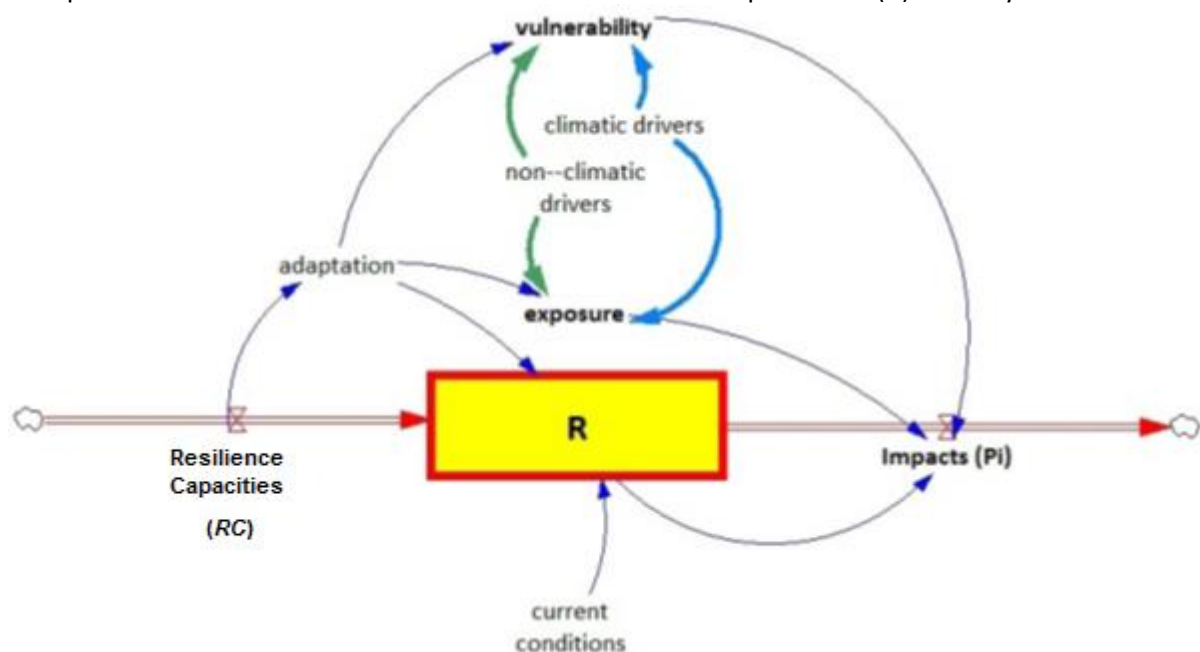 vulnerability
climatic drivers
non--climatic
drivers
adaptation
exposure
R
Resilience
Capacities
(RC)
Impacts (Pi)
current
conditions